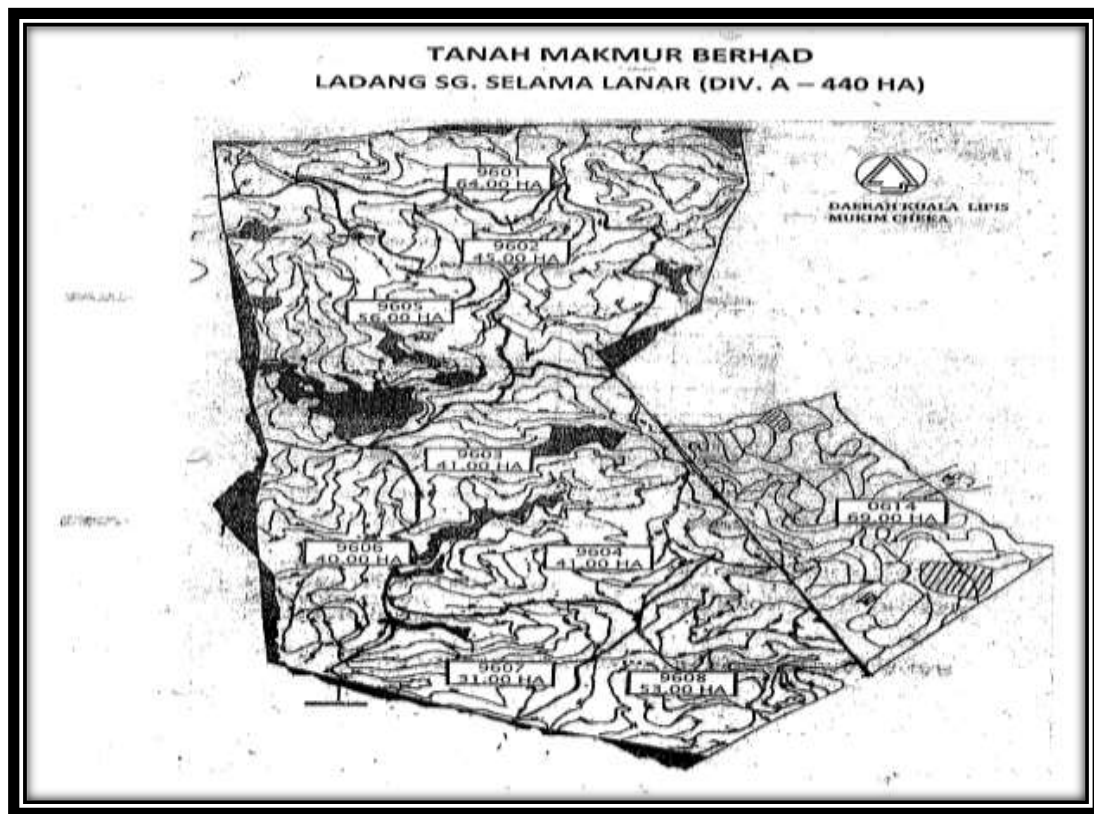 TANAH MAKMUR BERHAD
LADANG SG. SELAMA LANAR (DIV. A – 440 HA)
DAERAH KUALA LIPIS
MUKIM CHEKA
9601
64.00 HA
9602
45.00 HA
9605
56.00 HA
9603
41.00 HA
0614
69.00 HA
9606
40.00 HA
9604
41.00 HA
9607
31.00 HA
9608
53.00 HA